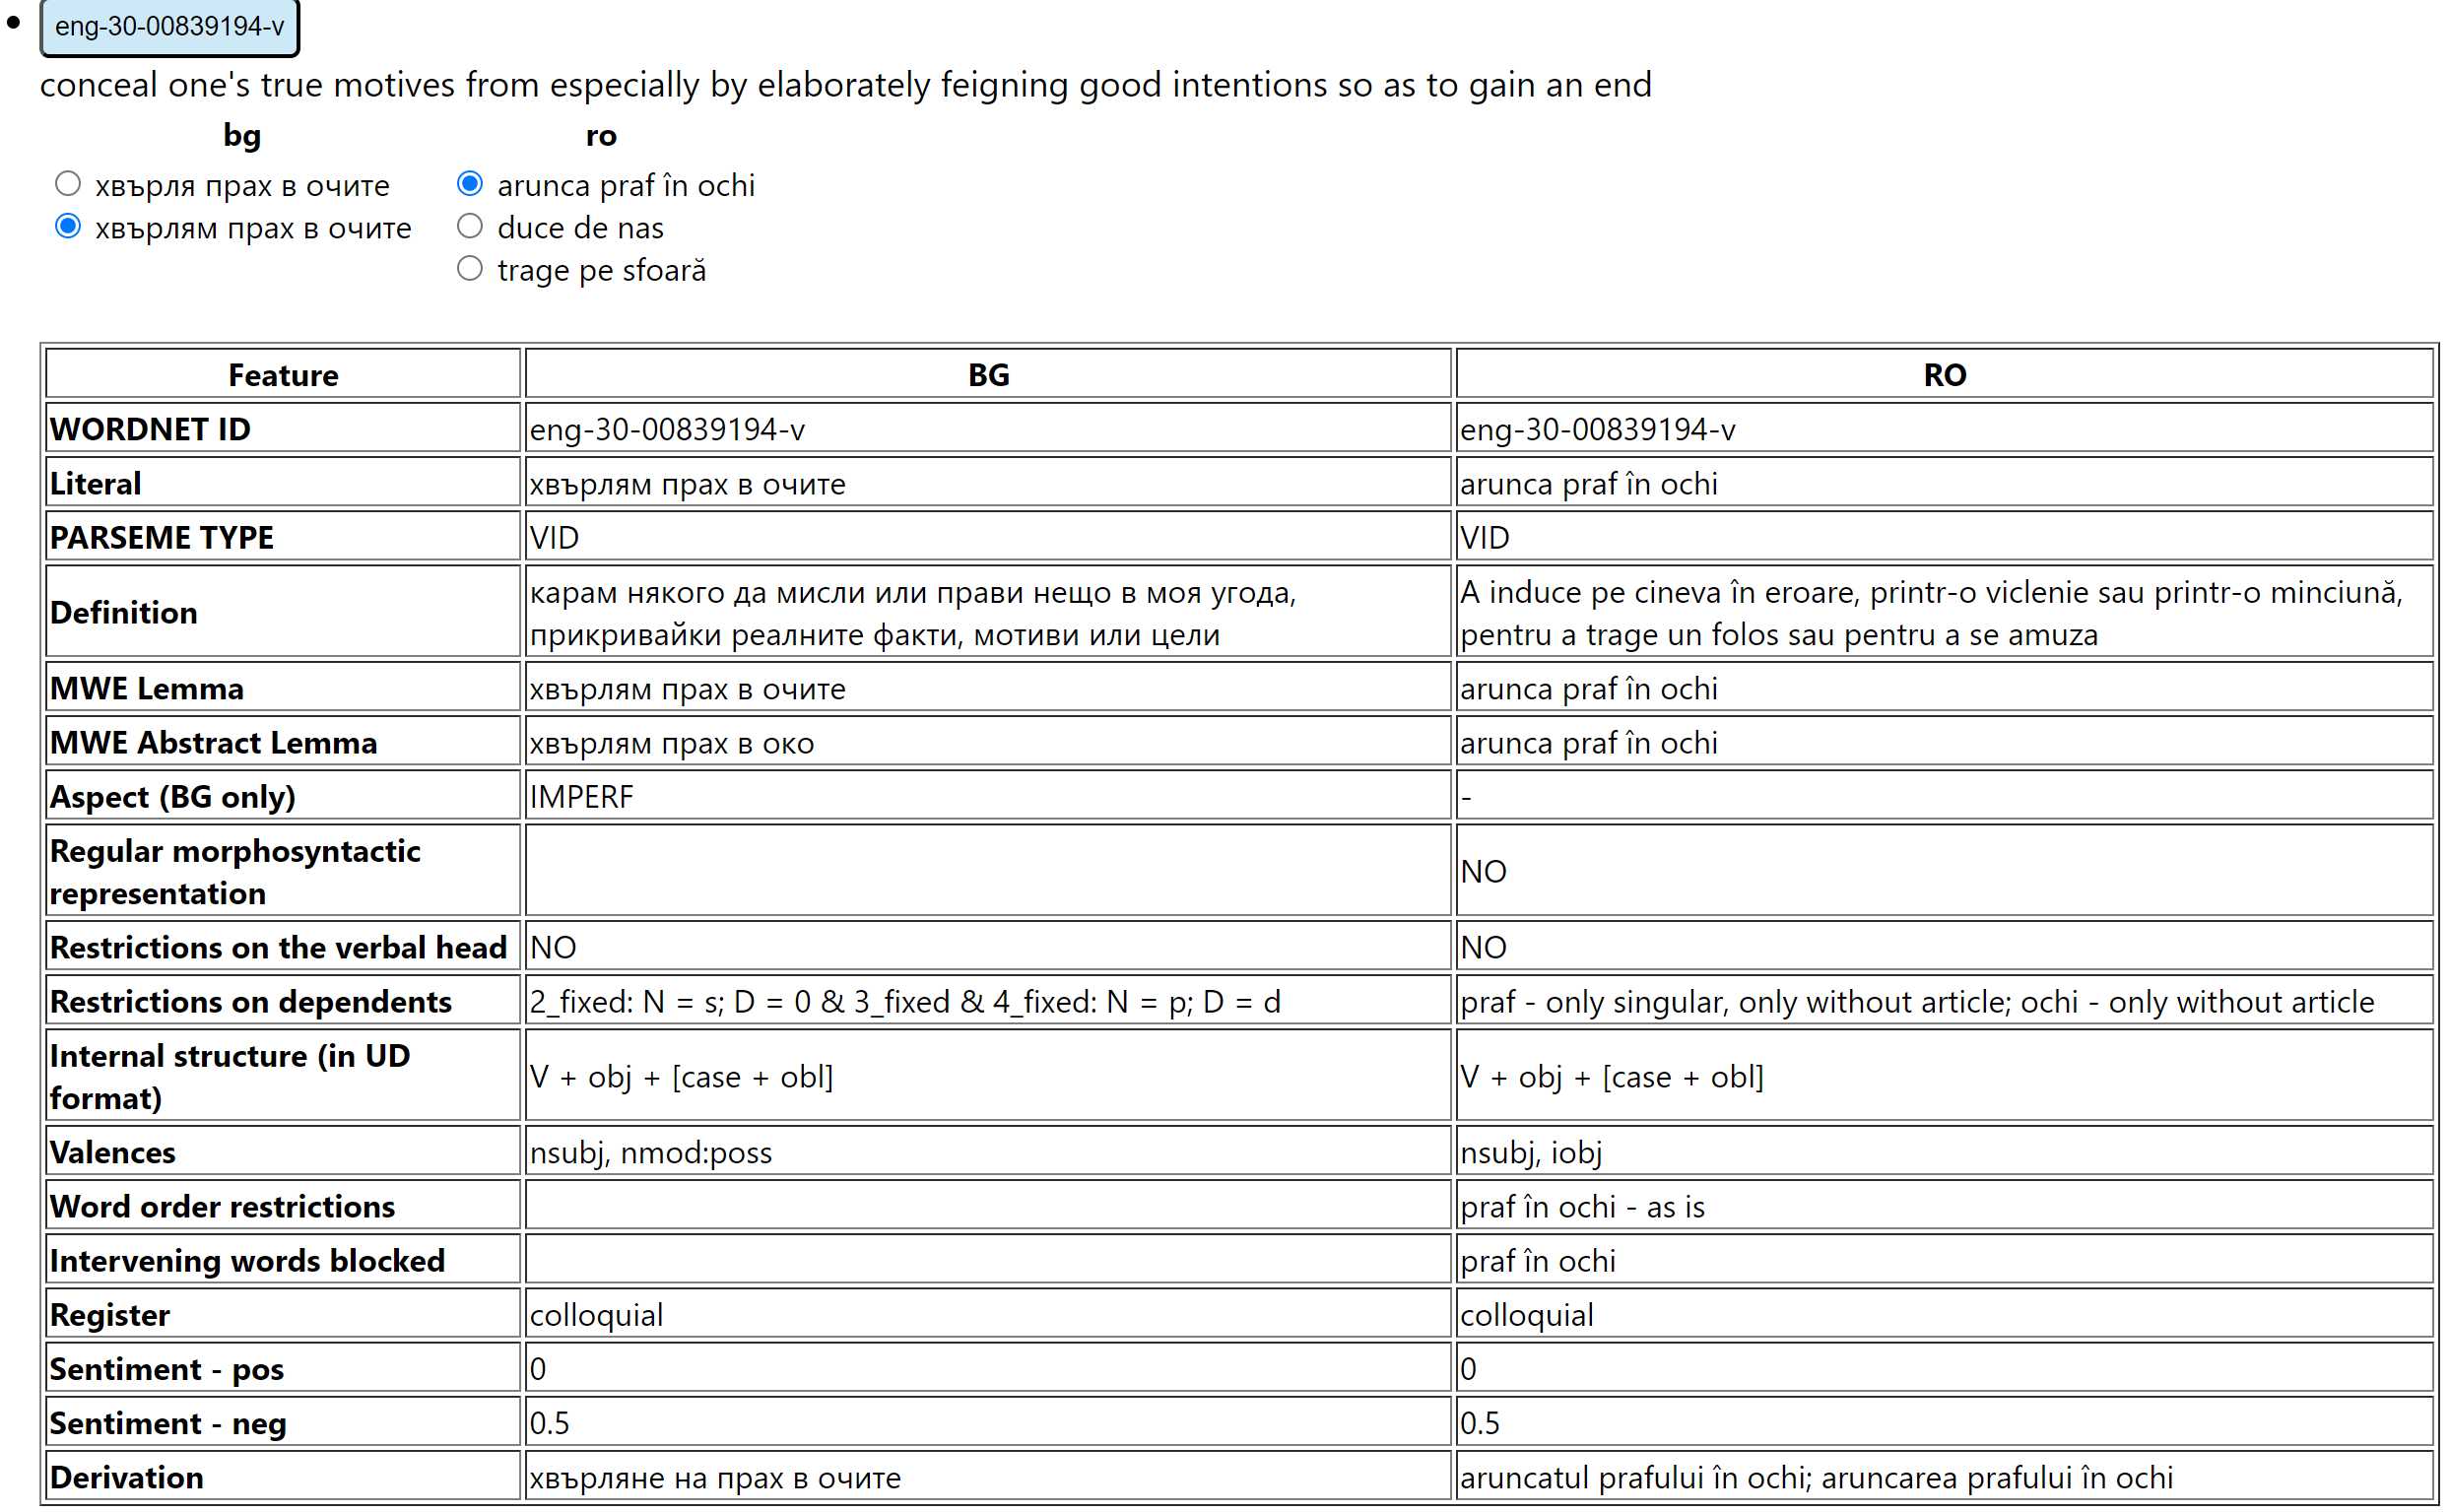 eng-30-00839194-v
conceal one's true motives from especially by elaborately feigning good intentions so as to gain an end
bg ro
хвърля прах в очите arunca praf în ochi
хвърлям прах в очите duce de nas
trage pe sfoară
Feature BG RO
WORDNET ID eng-30-00839194-v eng-30-00839194-v
Literal хвърлям прах в очите arunca praf în ochi
PARSEME TYPE VID VID
Definition карам някого да мисли или прави нещо в моя угода, A induce pe cineva în eroare, printr-o viclenie sau printr-o minciună,
прикривайки реалните факти, мотиви или цели pentru a trage un folos sau pentru a se amuza
MWE Lemma хвърлям прах в очите arunca praf în ochi
MWE Abstract Lemma хвърлям прах в око arunca praf în ochi
Aspect (BG only) IMPERF -
Regular morphosyntactic
representation NO
Restrictions on the verbal head NO NO
Restrictions on dependents 2_fixed: N = s; D = 0 & 3_fixed & 4_fixed: N = p; D = d praf - only singular, only without article; ochi - only without article
Internal structure (in UD
format) V + obj + [case + obl] V + obj + [case + obl]
Valences nsubj, nmod:poss nsubj, iobj
Word order restrictions praf în ochi - as is
Intervening words blocked praf în ochi
Register colloquial colloquial
Sentiment - pos 0 0
Sentiment - neg 0.5 0.5
Derivation хвърляне на прах в очите aruncatul prafului în ochi; aruncarea prafului în ochi